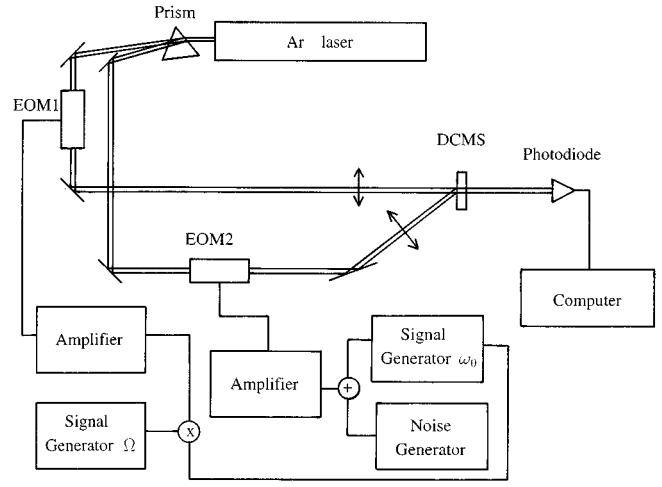 Prism
Ar laser
EOM1
DCMS
Photodiode
EOM2
Computer
Amplifier
Signal
Generator ω₀
Amplifier
+
Signal
Generator Ω
x
Noise
Generator